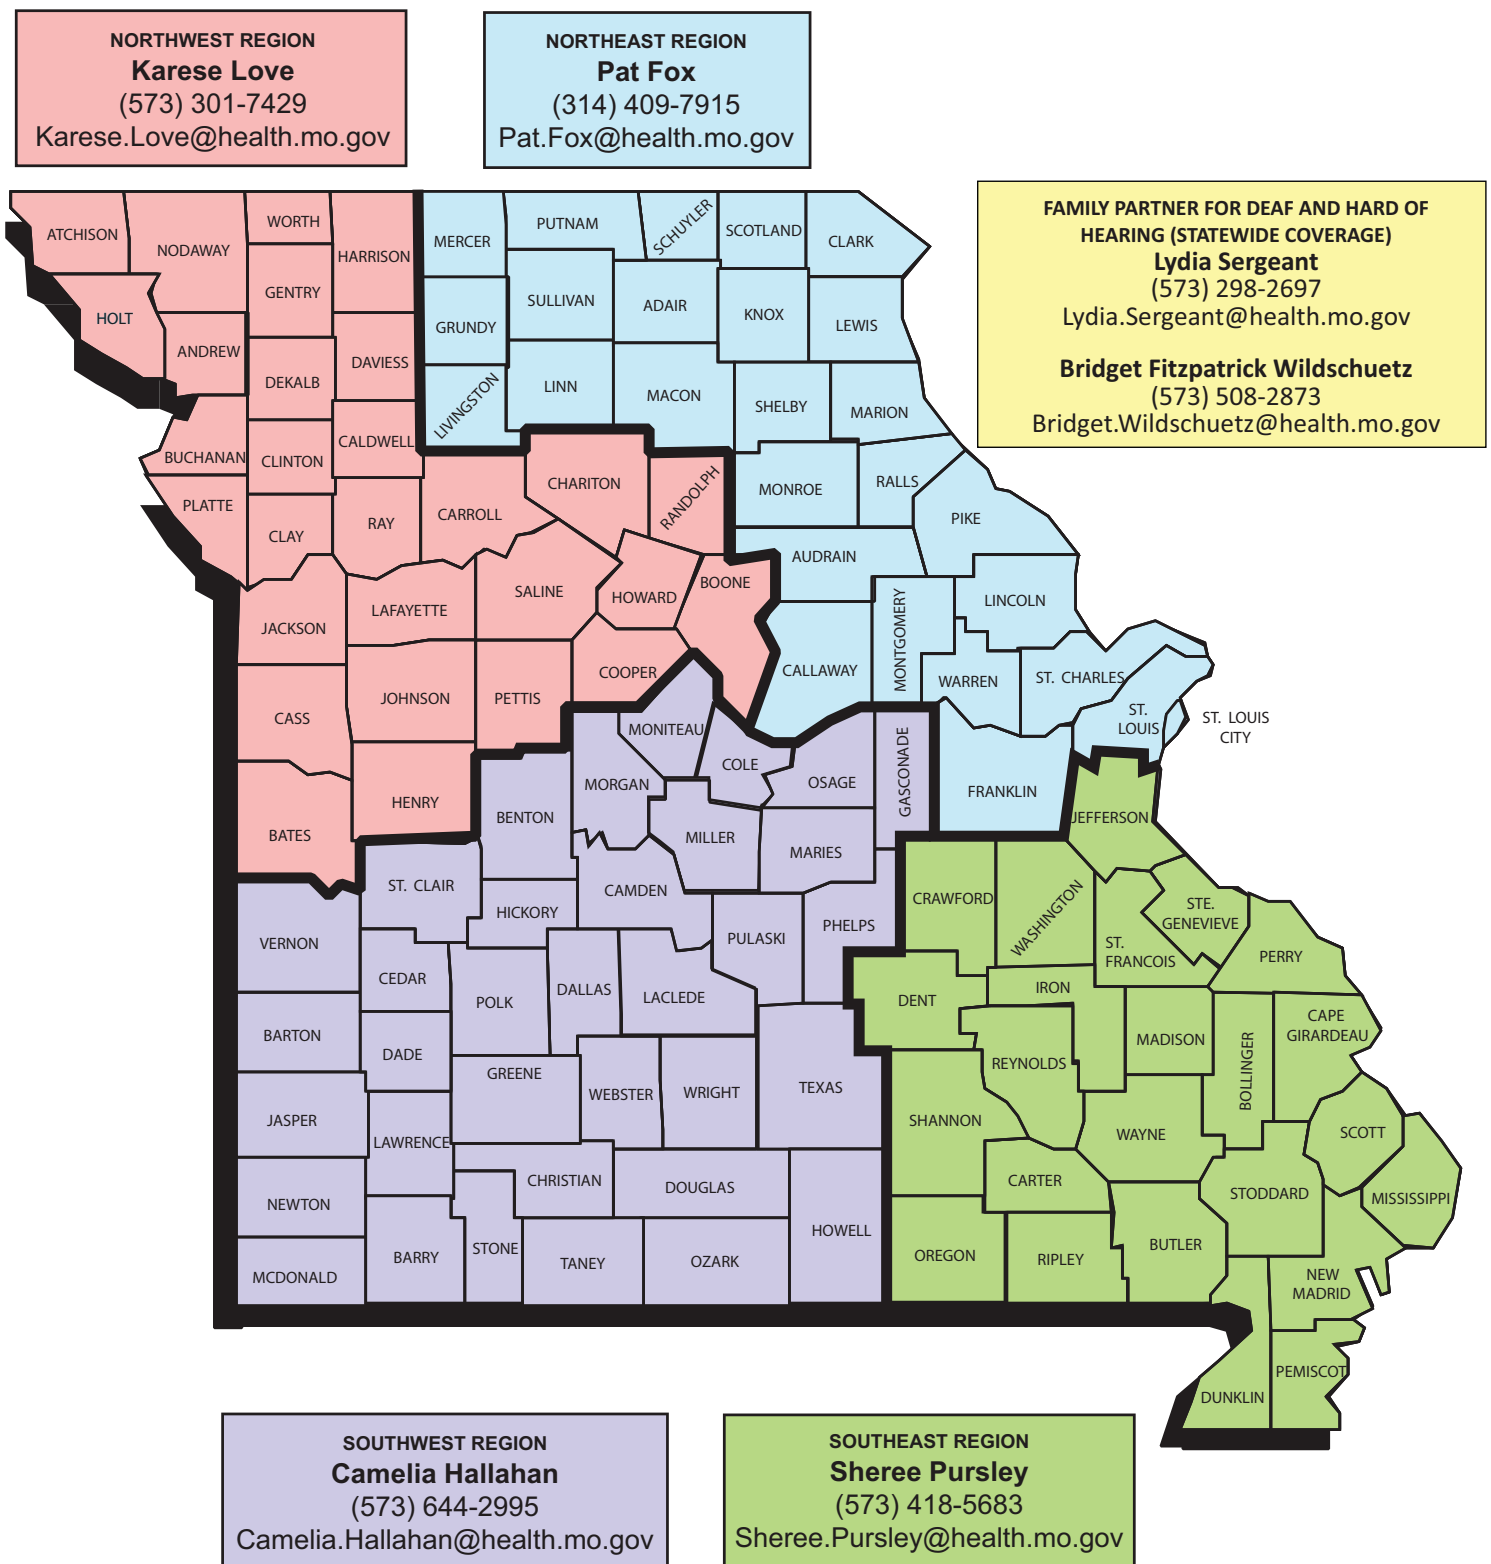 NORTHWEST REGION
Karese Love
(573) 301-7429
Karese.Love@health.mo.gov
NORTHEAST REGION
Pat Fox
(314) 409-7915
Pat.Fox@health.mo.gov
FAMILY PARTNER FOR DEAF AND HARD OF
HEARING (STATEWIDE COVERAGE)
Lydia Sergeant
(573) 298-2697
Lydia.Sergeant@health.mo.gov
Bridget Fitzpatrick Wildschuetz
(573) 508-2873
Bridget.Wildschuetz@health.mo.gov
ATCHISON
NODAWAY
WORTH
HARRISON
GENTRY
HOLT
ANDREW
DEKALB
DAVIESS
BUCHANAN
CLINTON
CALDWELL
PLATTE
CLAY
RAY
CARROLL
CHARITON
RANDOLPH
JACKSON
LAFAYETTE
SALINE
HOWARD
BOONE
CASS
JOHNSON
PETTIS
COOPER
BATES
HENRY
MERCER
PUTNAM
SCHUYLER
SCOTLAND
CLARK
GRUNDY
SULLIVAN
ADAIR
KNOX
LEWIS
LIVINGSTON
LINN
MACON
SHELBY
MARION
MONROE
RALLS
PIKE
AUDRAIN
CALLAWAY
MONTGOMERY
LINCOLN
WARREN
ST. CHARLES
ST.
LOUIS
ST. LOUIS
CITY
FRANKLIN
MONITEAU
MORGAN
COLE
OSAGE
GASCONADE
BENTON
MILLER
MARIES
ST. CLAIR
HICKORY
CAMDEN
PULASKI
PHELPS
VERNON
CEDAR
POLK
DALLAS
LACLEDE
BARTON
DADE
GREENE
WEBSTER
WRIGHT
TEXAS
JASPER
LAWRENCE
CHRISTIAN
DOUGLAS
HOWELL
NEWTON
BARRY
STONE
TANEY
OZARK
MCDONALD
JEFFERSON
CRAWFORD
WASHINGTON
STE.
GENEVIEVE
ST.
FRANCOIS
PERRY
DENT
IRON
REYNOLDS
MADISON
BOLLINGER
CAPE
GIRARDEAU
SHANNON
WAYNE
SCOTT
CARTER
STODDARD
MISSISSIPPI
OREGON
RIPLEY
BUTLER
NEW
MADRID
DUNKLIN
PEMISCOT
SOUTHWEST REGION
Camelia Hallahan
(573) 644-2995
Camelia.Hallahan@health.mo.gov
SOUTHEAST REGION
Sheree Pursley
(573) 418-5683
Sheree.Pursley@health.mo.gov